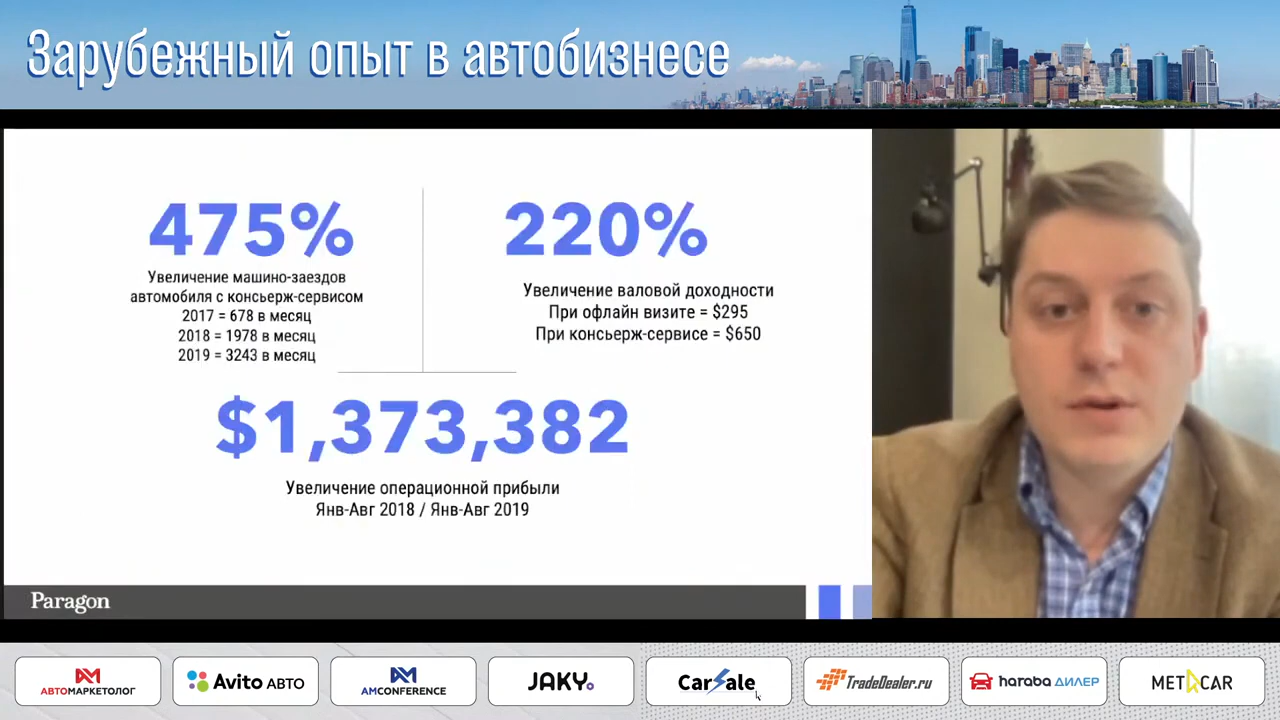 Зарубежный опыт в автобизнесе
475%
Увеличение машино-заездов
автомобиля с консьерж-сервисом
2017 = 678 в месяц
2018 = 1978 в месяц
2019 = 3243 в месяц
220%
Увеличение валовой доходности
При офлайн визите = $295
При консьерж-сервисе = $650
$1,373,382
Увеличение операционной прибыли
Янв-Авг 2018 / Янв-Авг 2019
Paragon
АВТОМАРКЕТОЛОГ
Avito АВТО
AMCONFERENCE
JAKY
CarSale
TradeDealer.ru
haraba ДИЛЕР
METACAR